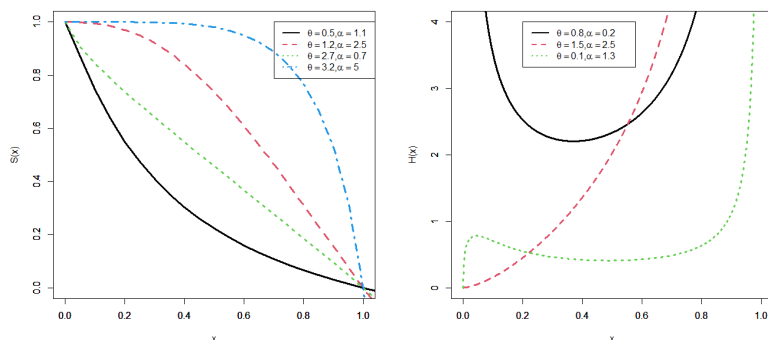 S(x)
1.0
0.8
0.6
0.4
0.2
0.0
θ = 0.5,α = 1.1
θ = 1.2,α = 2.5
θ = 2.7,α = 0.7
θ = 3.2,α = 5
0.0 0.2 0.4 0.6 0.8 1.0
x
H(x)
4
3
2
1
0
θ = 0.8,α = 0.2
θ = 1.5,α = 2.5
θ = 0.1,α = 1.3
0.0 0.2 0.4 0.6 0.8 1.0
x